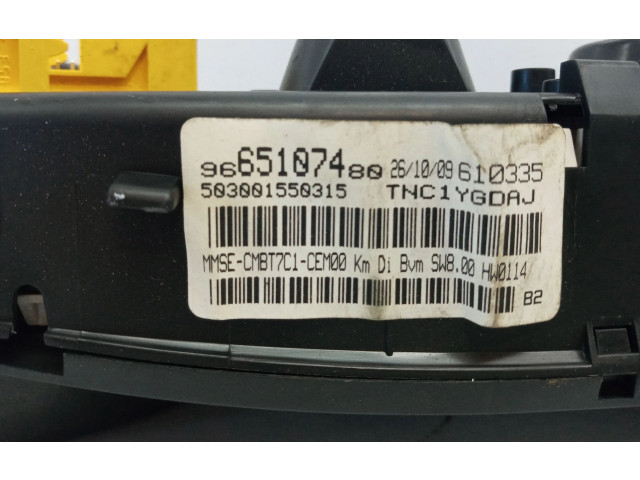 9665107480 26/10/09 610335
503001550315 TNC1YGDAJ
MMSE-CMBT7C1-CEM00 Km Di Bvm SW8.00 HW0114
B2